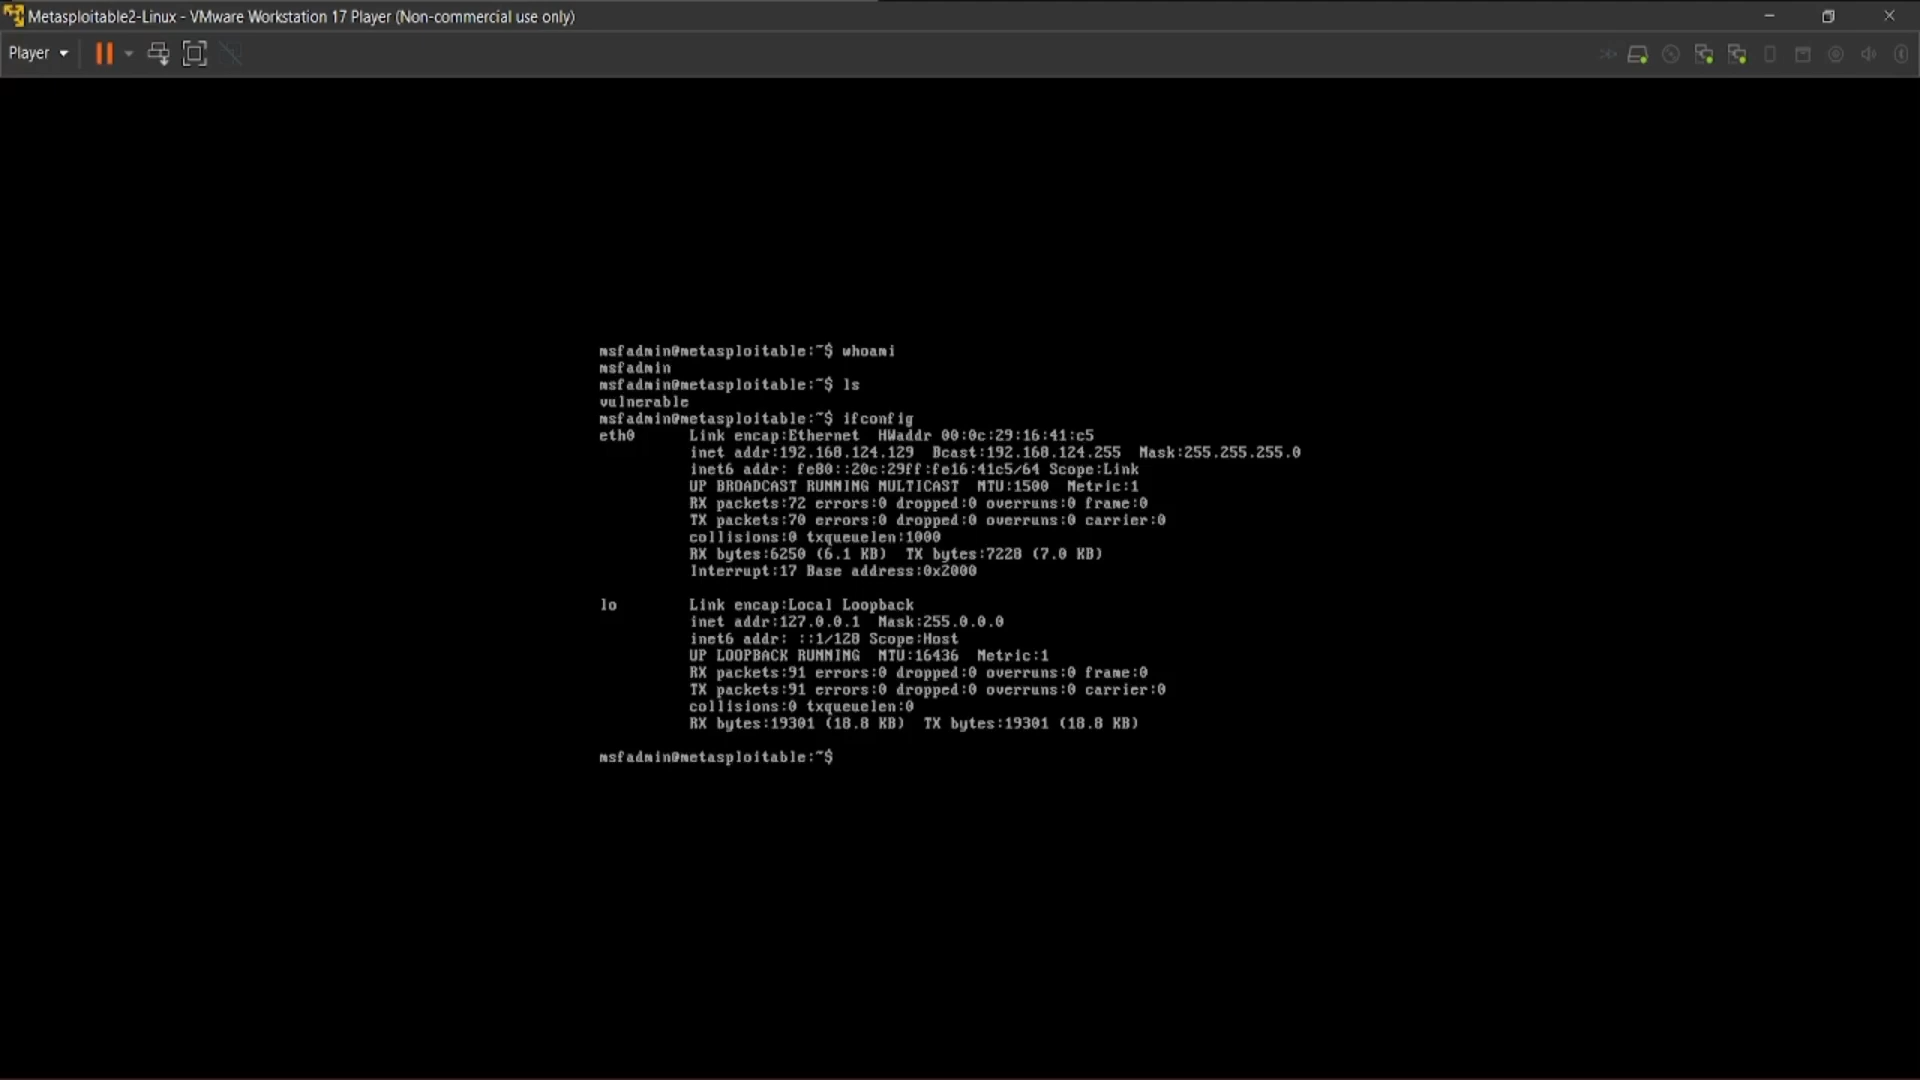 Metasploitable2-Linux - VMware Workstation 17 Player (Non-commercial use only)
Player
msfadmin@metasploitable:~$ whoami
msfadmin
msfadmin@metasploitable:~$ ls
vulnerable
msfadmin@metasploitable:~$ ifconfig
eth0      Link encap:Ethernet  HWaddr 00:0c:29:16:41:c5
          inet addr:192.168.124.129  Bcast:192.168.124.255  Mask:255.255.255.0
          inet6 addr: fe80::20c:29ff:fe16:41c5/64 Scope:Link
          UP BROADCAST RUNNING MULTICAST  MTU:1500  Metric:1
          RX packets:72 errors:0 dropped:0 overruns:0 frame:0
          TX packets:70 errors:0 dropped:0 overruns:0 carrier:0
          collisions:0 txqueuelen:1000
          RX bytes:6250 (6.1 KB)  TX bytes:7228 (7.0 KB)
          Interrupt:17 Base address:0x2000
lo        Link encap:Local Loopback
          inet addr:127.0.0.1  Mask:255.0.0.0
          inet6 addr: ::1/128 Scope:Host
          UP LOOPBACK RUNNING  MTU:16436  Metric:1
          RX packets:91 errors:0 dropped:0 overruns:0 frame:0
          TX packets:91 errors:0 dropped:0 overruns:0 carrier:0
          collisions:0 txqueuelen:0
          RX bytes:19301 (18.8 KB)  TX bytes:19301 (18.8 KB)
msfadmin@metasploitable:~$